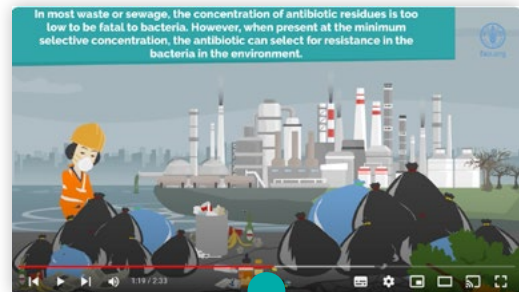 In most waste or sewage, the concentration of antibiotic residues is too
low to be fatal to bacteria. However, when present at the minimum
selective concentration, the antibiotic can select for resistance in the
bacteria in the environment.
fao.org
1:19 / 2:33